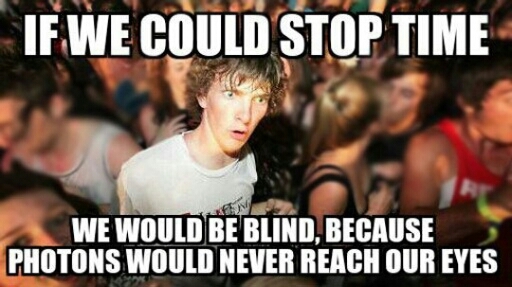 IF WE COULD STOP TIME
WE WOULD BE BLIND, BECAUSE
PHOTONS WOULD NEVER REACH OUR EYES